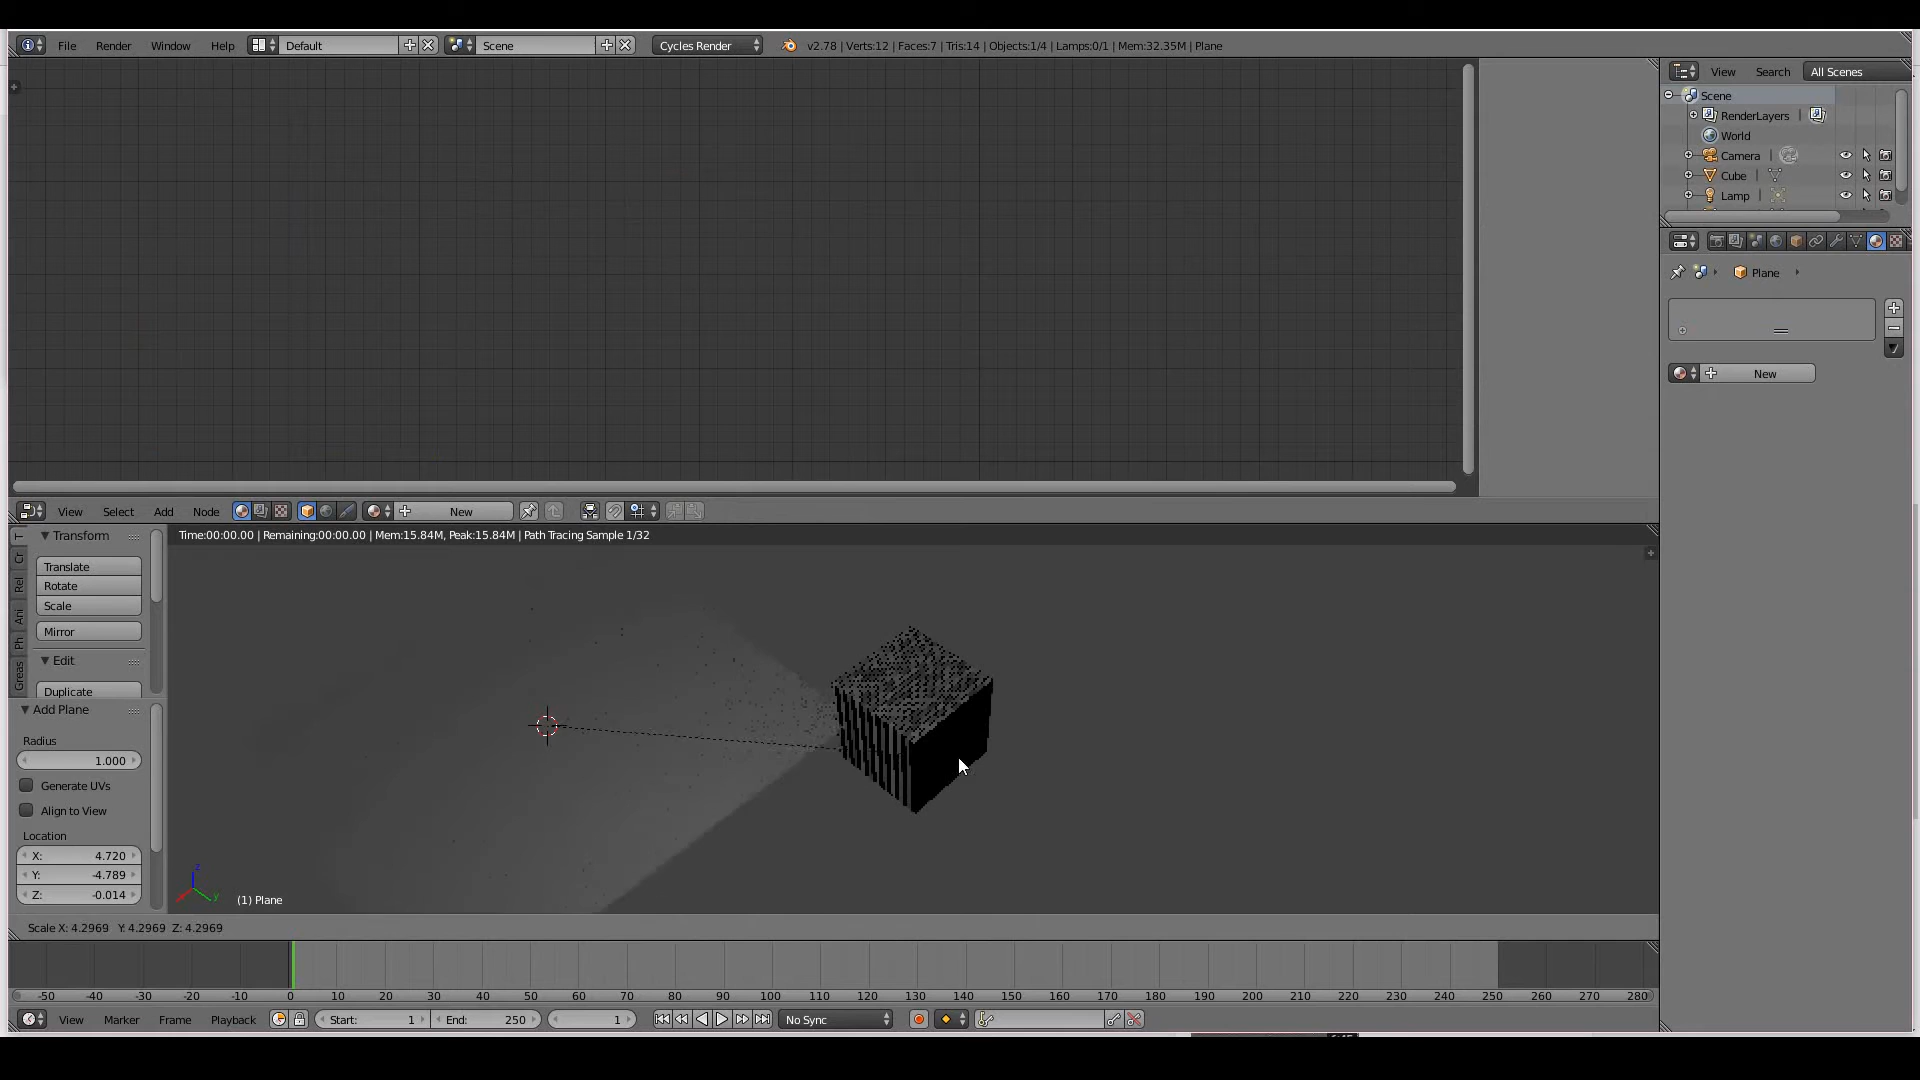 File Render Window Help Default Scene Cycles Render v2.78 | Verts:12 | Faces:7 | Tris:14 | Objects:1/4 | Lamps:0/1 | Mem:32.35M | Plane
View Search All Scenes
Scene
RenderLayers
World
Camera
Cube
Lamp
Plane
New
View Select Add Node New
Transform
Time:00:00.00 | Remaining:00:00.00 | Mem:15.84M, Peak:15.84M | Path Tracing Sample 1/32
Translate
Rotate
Scale
Mirror
Edit
Duplicate
T
Cr
Rel
Ani
Ph
Greas
Add Plane
Radius
1.000
Generate UVs
Align to View
Location
X: 4.720
Y: -4.789
Z: -0.014
z
y
(1) Plane
Scale X: 4.2969 Y: 4.2969 Z: 4.2969
-50 -40 -30 -20 -10 0 10 20 30 40 50 60 70 80 90 100 110 120 130 140 150 160 170 180 190 200 210 220 230 240 250 260 270 280
View Marker Frame Playback Start: 1 End: 250 1 No Sync